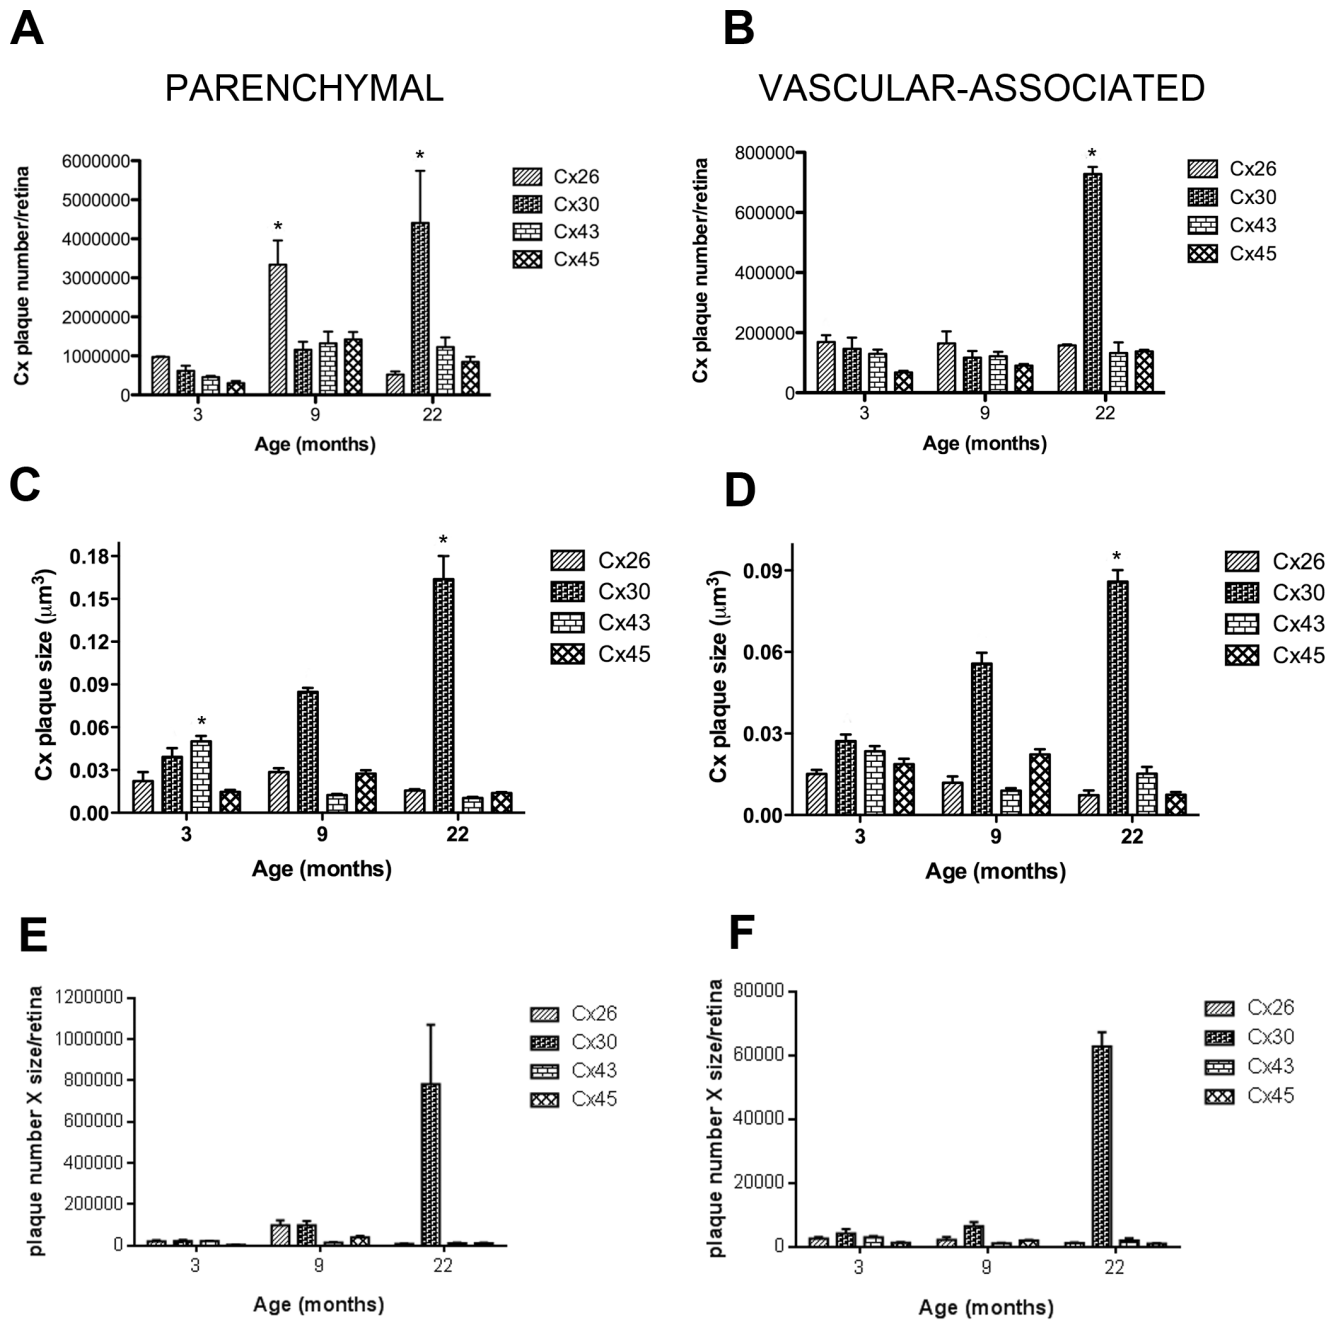 A
PARENCHYMAL
Cx plaque number/retina
6000000
5000000
4000000
3000000
2000000
1000000
0
*
*
3
9
22
Age (months)
Cx26
Cx30
Cx43
Cx45
B
VASCULAR-ASSOCIATED
Cx plaque number/retina
800000
600000
400000
200000
0
*
3
9
22
Age (months)
Cx26
Cx30
Cx43
Cx45
C
Cx plaque size (μm³)
0.18
0.15
0.12
0.09
0.06
0.03
0.00
*
*
3
9
22
Age (months)
Cx26
Cx30
Cx43
Cx45
D
Cx plaque size (μm³)
0.09
0.06
0.03
0.00
*
3
9
22
Age (months)
Cx26
Cx30
Cx43
Cx45
E
plaque number X size/retina
1200000
1000000
800000
600000
400000
200000
0
3
9
22
Age (months)
Cx26
Cx30
Cx43
Cx45
F
plaque number X size/retina
80000
60000
40000
20000
0
3
9
22
Age (months)
Cx26
Cx30
Cx43
Cx45